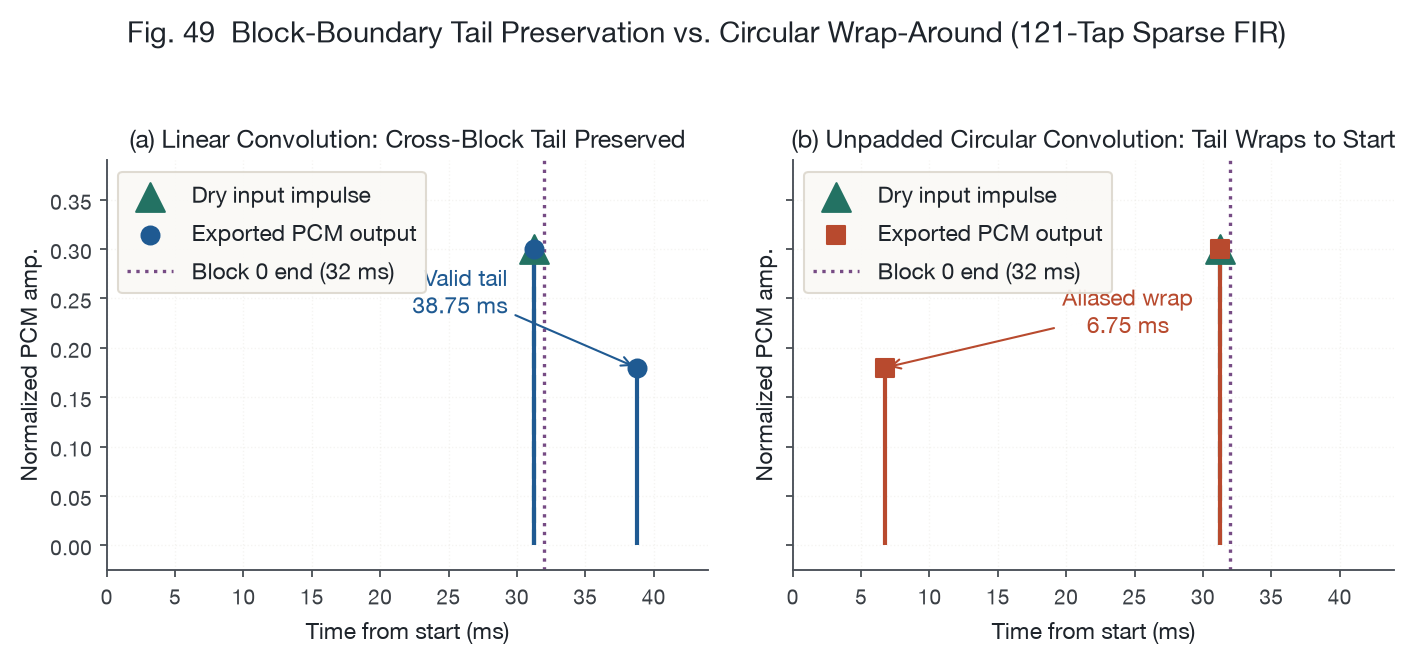 Fig. 49  Block-Boundary Tail Preservation vs. Circular Wrap-Around (121-Tap Sparse FIR)
(a) Linear Convolution: Cross-Block Tail Preserved
Normalized PCM amp.
0.35
0.30
0.25
0.20
0.15
0.10
0.05
0.00
Dry input impulse
Exported PCM output
Block 0 end (32 ms)
Valid tail
38.75 ms
0 5 10 15 20 25 30 35 40
Time from start (ms)
(b) Unpadded Circular Convolution: Tail Wraps to Start
Normalized PCM amp.
Dry input impulse
Exported PCM output
Block 0 end (32 ms)
Aliased wrap
6.75 ms
0 5 10 15 20 25 30 35 40
Time from start (ms)